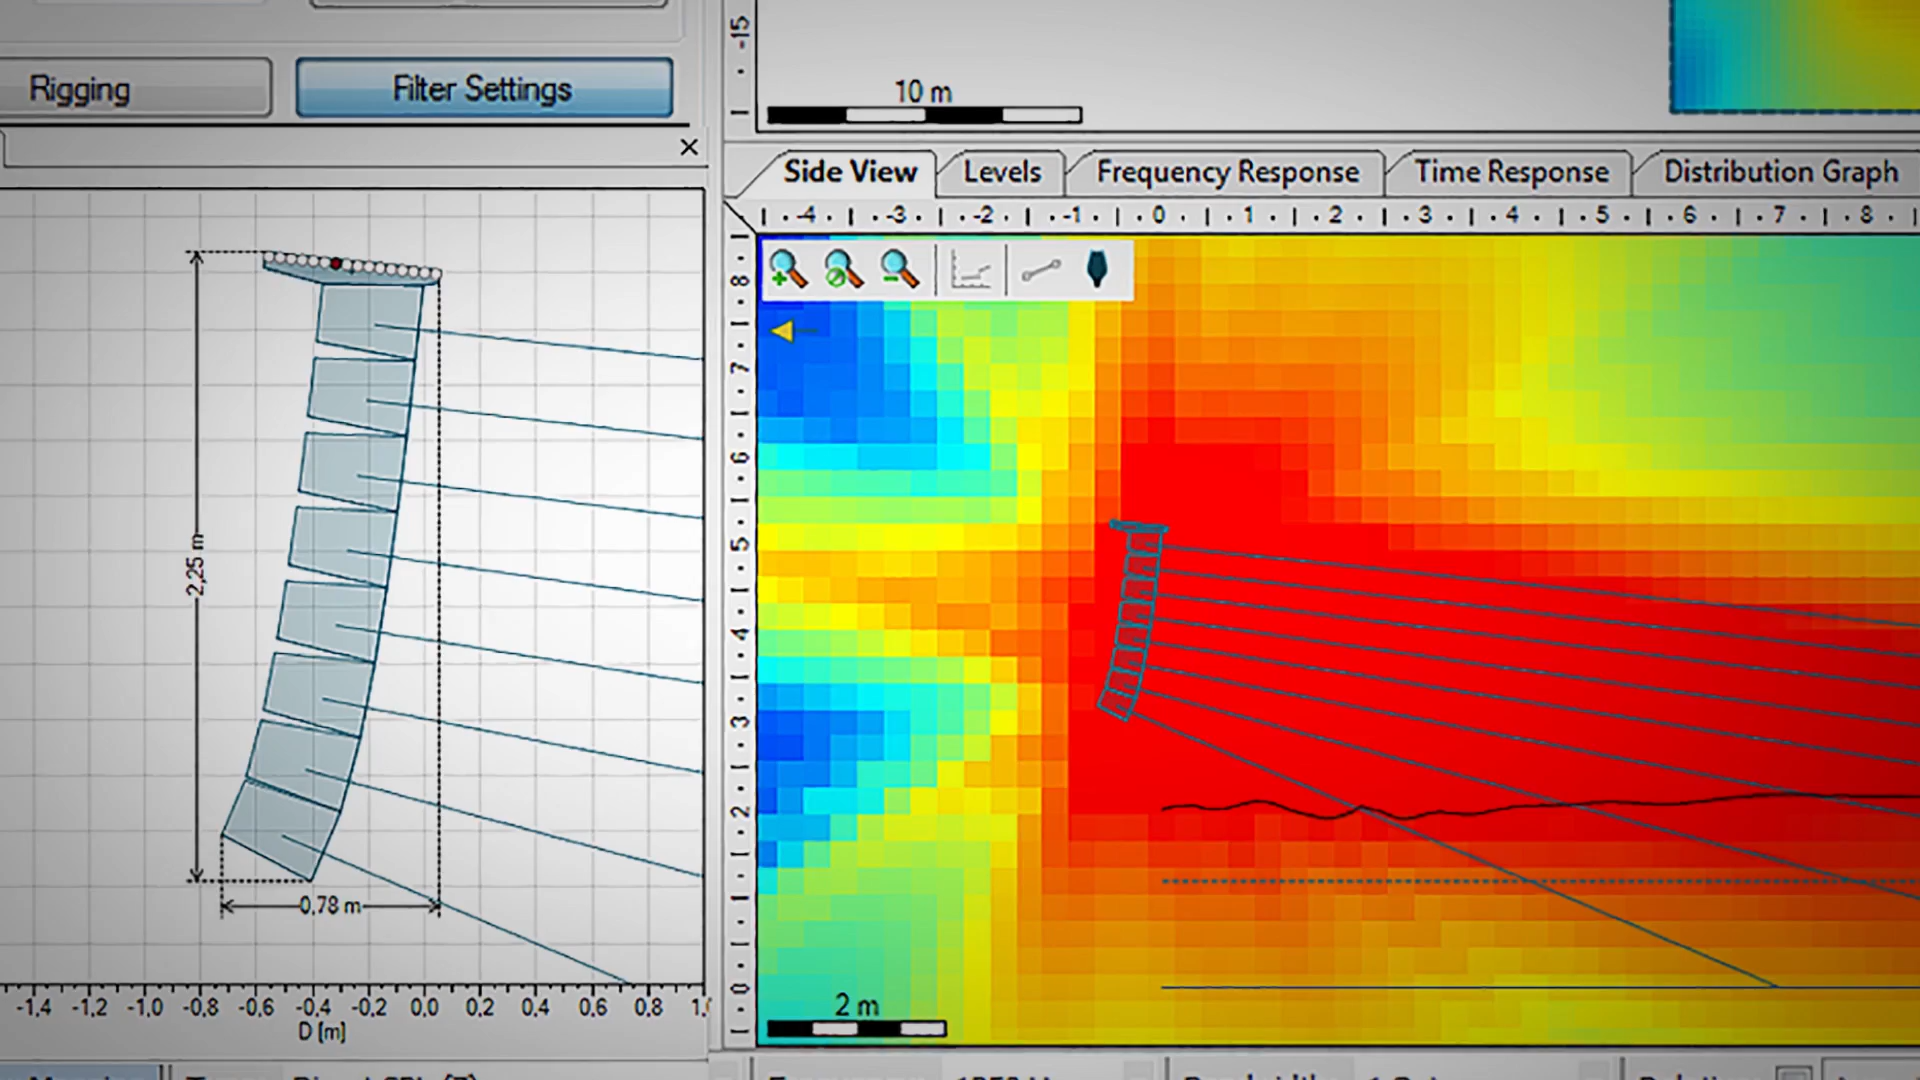 Rigging
Filter Settings
-15
10 m
Side View
Levels
Frequency Response
Time Response
Distribution Graph
-4 -3 -2 -1 0 1 2 3 4 5 6 7 8
8
7
6
5
4
3
2
1
0
2,25 m
0,78 m
-1,4 -1,2 -1,0 -0,8 -0,6 -0,4 -0,2 0,0 0,2 0,4 0,6 0,8
D [m]
2 m